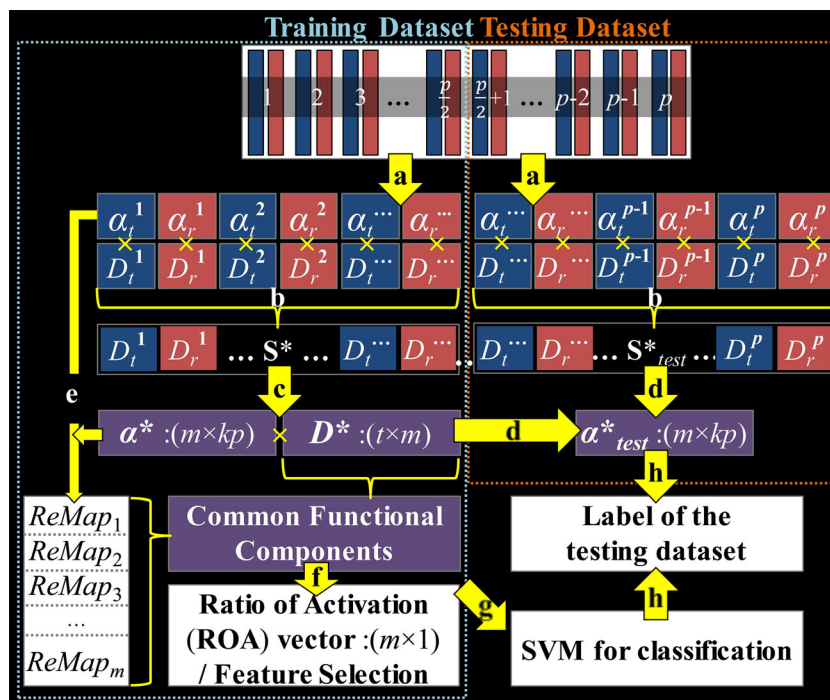 Training Dataset Testing Dataset
1 2 3 ... p/2 p/2+1 ... p-2 p-1 p
a a
α_t^1 α_r^1 α_t^2 α_r^2 α_t^... α_r^... α_t^... α_r^... α_t^{p-1} α_r^{p-1} α_t^p α_r^p
× × × × × × × × × × × ×
D_t^1 D_r^1 D_t^2 D_r^2 D_t^... D_r^... D_t^... D_r^... D_t^{p-1} D_r^{p-1} D_t^p D_r^p
b b
D_t^1 D_r^1 ... S* ... D_t^... D_r^... ... D_t^... D_r^... ... S*_test ... D_t^p D_r^p
e c d
α* :(m×kp) × D* :(t×m) d α*_test :(m×kp)
h
ReMap_1
ReMap_2
ReMap_3
...
ReMap_m
Common Functional
Components
Label of the
testing dataset
f g h
Ratio of Activation
(ROA) vector :(m×1)
/ Feature Selection
SVM for classification